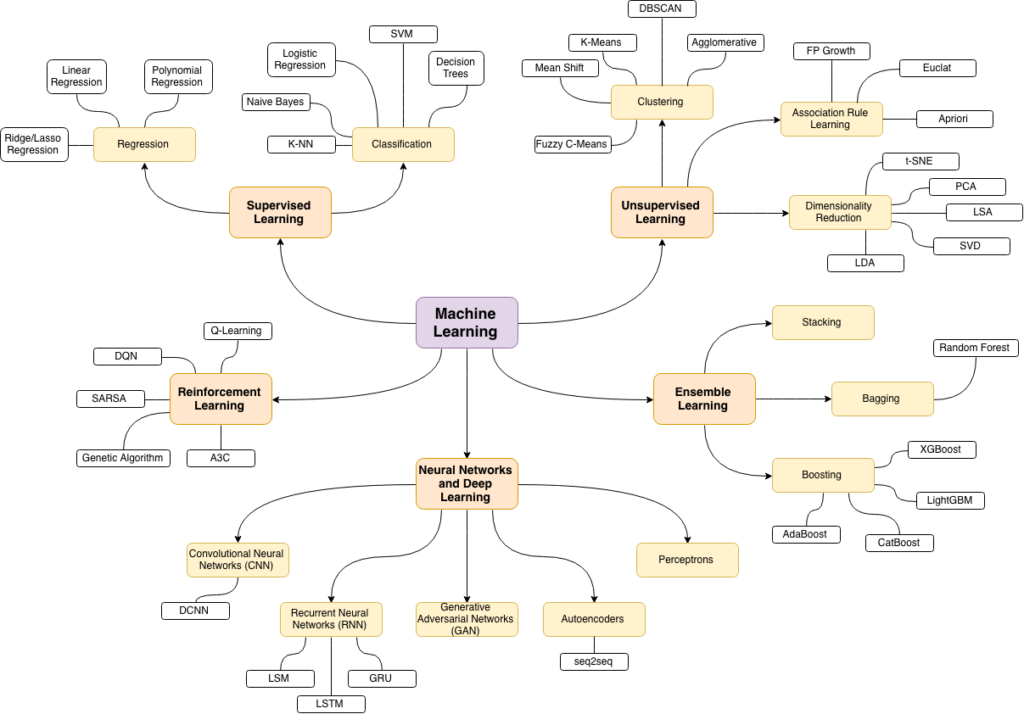 DBSCAN
SVM
K-Means
Agglomerative
FP Growth
Logistic
Regression
Linear
Regression
Polynomial
Regression
Decision
Trees
Mean Shift
Euclat
Naive Bayes
Clustering
Association Rule
Learning
Apriori
Ridge/Lasso
Regression
Regression
K-NN
Classification
Fuzzy C-Means
t-SNE
PCA
Supervised
Learning
Unsupervised
Learning
Dimensionality
Reduction
LSA
SVD
LDA
Machine
Learning
Stacking
Q-Learning
DQN
Random Forest
SARSA
Reinforcement
Learning
Ensemble
Learning
Bagging
Genetic Algorithm
A3C
XGBoost
Neural Networks
and Deep
Learning
Boosting
LightGBM
AdaBoost
CatBoost
Convolutional Neural
Networks (CNN)
Perceptrons
DCNN
Recurrent Neural
Networks (RNN)
Generative
Adversarial Networks
(GAN)
Autoencoders
seq2seq
LSM
GRU
LSTM